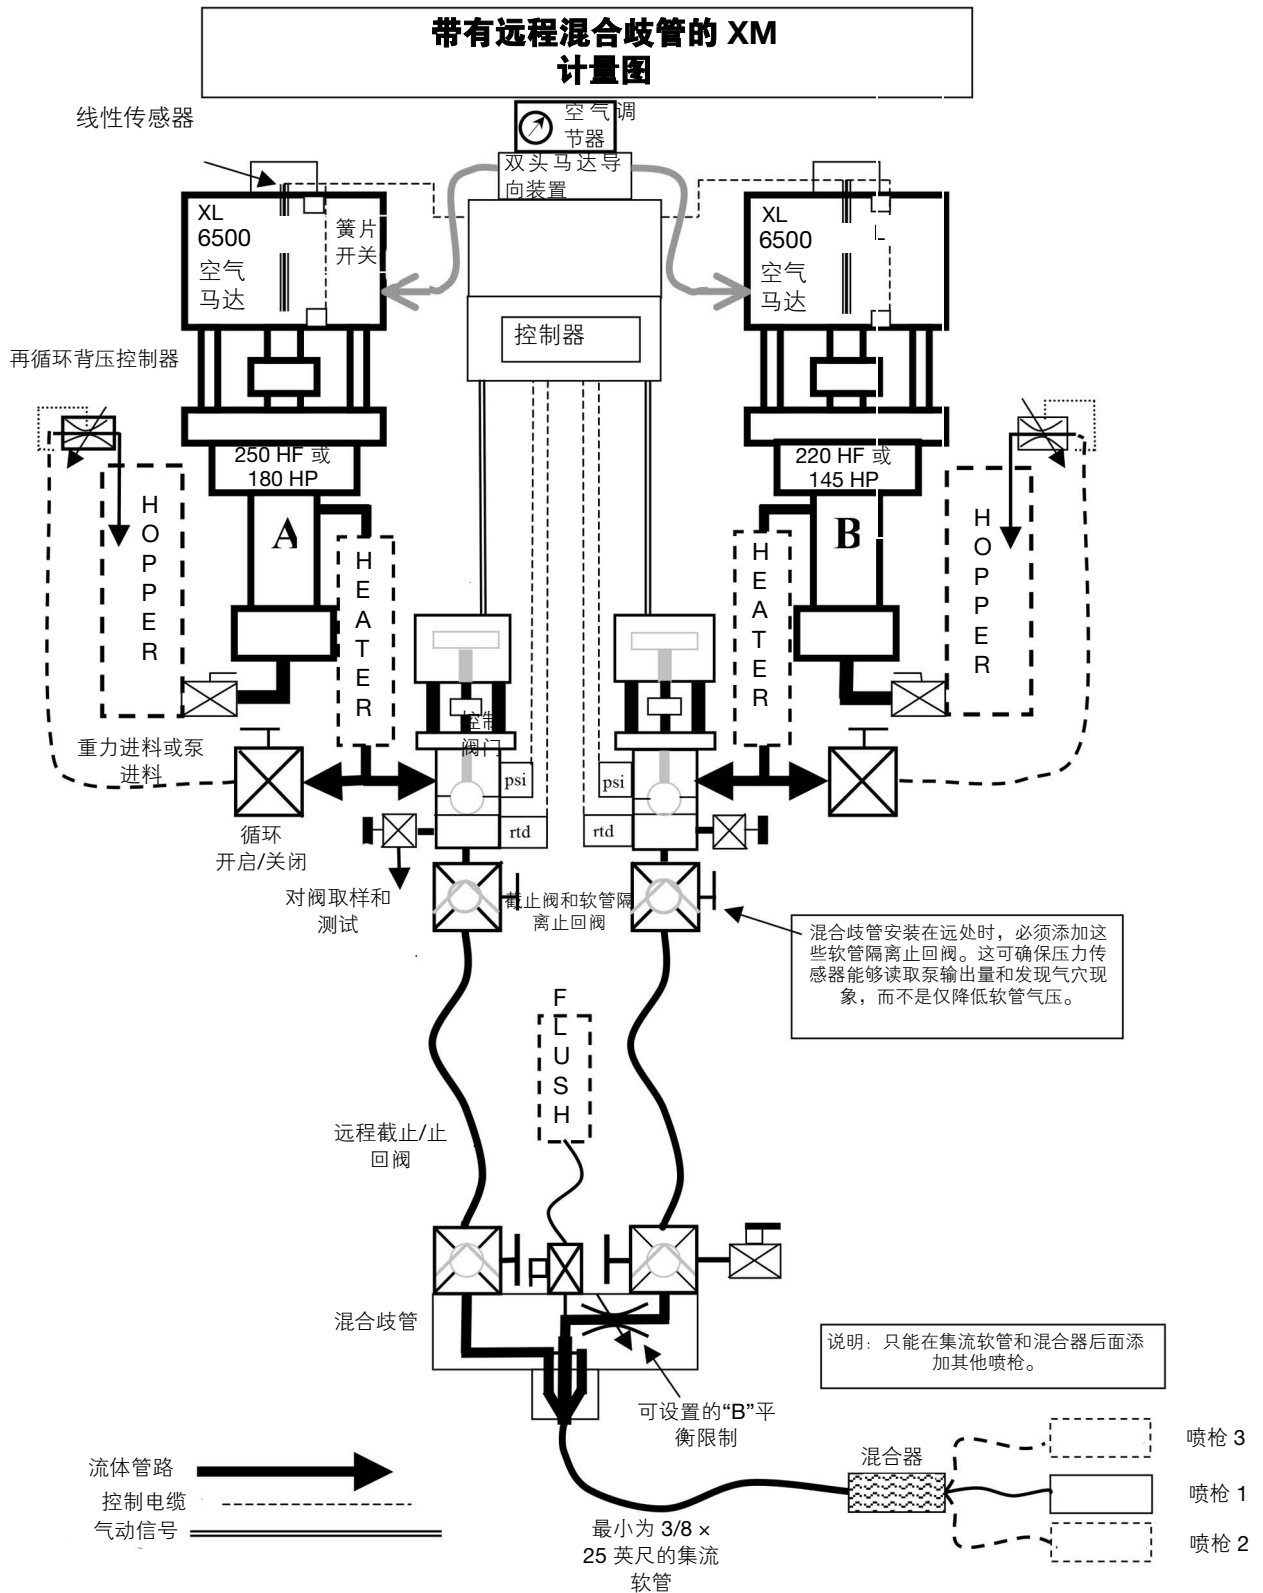 带有远程混合歧管的 XM
计量图
线性传感器
空气调
节器
双头马达导
向装置
XL
6500
空气
马达
簧片
开关
XL
6500
空气
马达
控制器
再循环背压控制器
250 HF 或
180 HP
220 HF 或
145 HP
HOPPER
A
HEATER
HEATER
B
HOPPER
控制
阀门
重力进料或泵
进料
psi
psi
rtd
rtd
循环
开启/关闭
对阀取样和
测试
截止阀和软管隔
离止回阀
混合歧管安装在远处时，必须添加这
些软管隔离止回阀。这可确保压力传
感器能够读取泵输出量和发现气穴现
象，而不是仅降低软管气压。
FLUSH
远程截止/止
回阀
混合歧管
说明：只能在集流软管和混合器后面添
加其他喷枪。
可设置的“B”平
衡限制
流体管路
控制电缆
气动信号
混合器
喷枪 3
喷枪 1
喷枪 2
最小为 3/8 ×
25 英尺的集流
软管